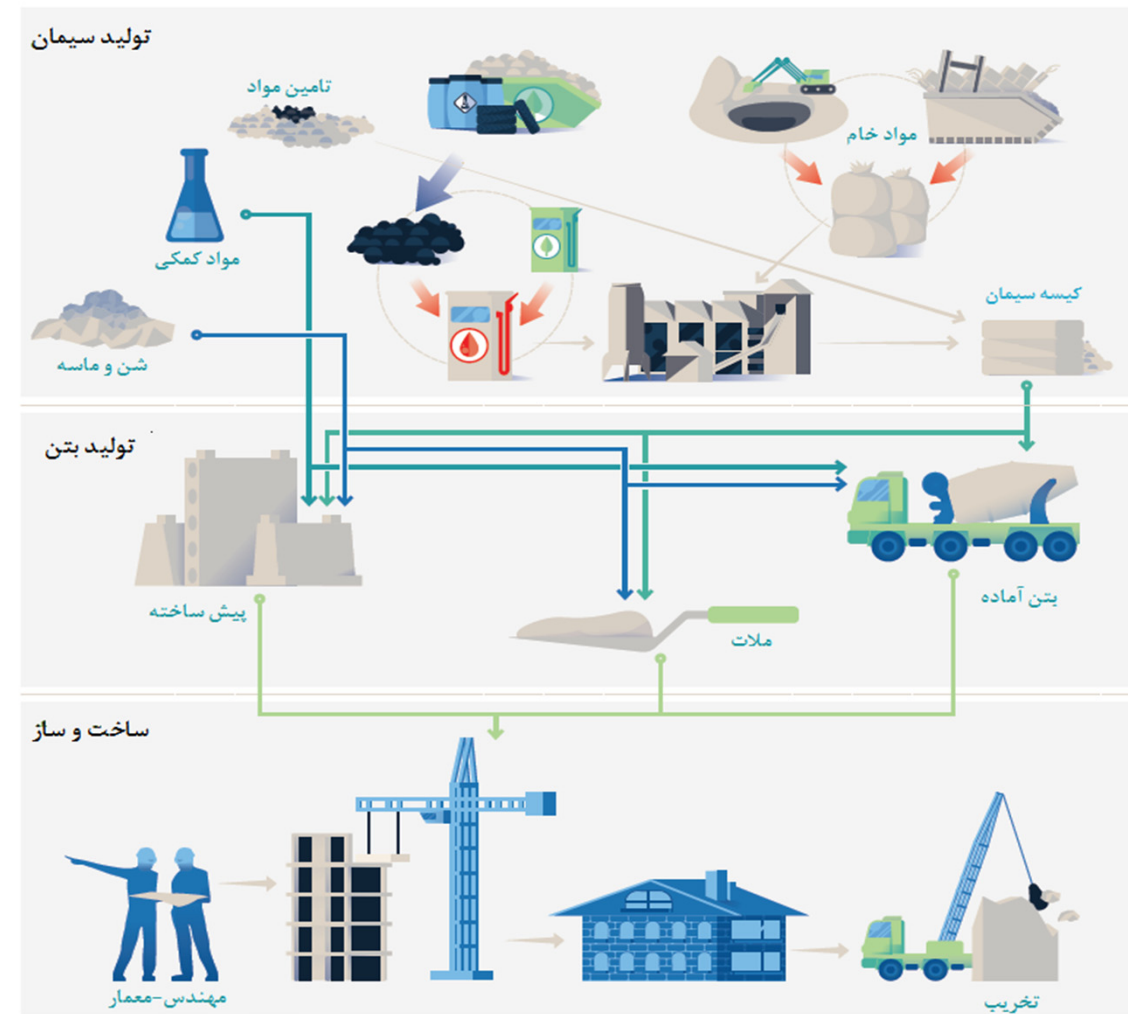 تولید سیمان
تامین مواد
مواد خام
مواد کمکی
کیسه سیمان
شن و ماسه
تولید بتن
پیش ساخته
ملات
بتن آماده
ساخت و ساز
مهندس-معمار
تخریب